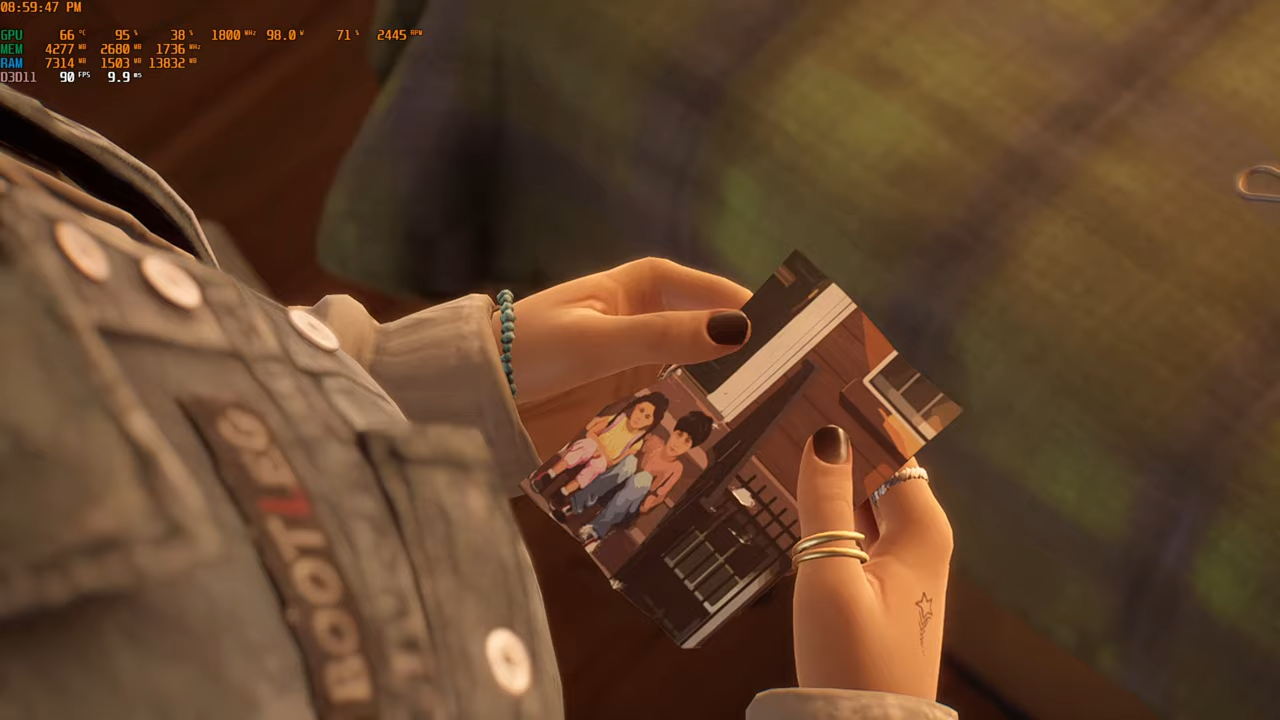 08:59:47 PM
GPU 66 °C 95 % 38 % 1800 MHz 98.0 W 71 % 2445 RPM
MEM 4277 MB 2680 MB 1736 MHz
RAM 7314 MB 1503 MB 13832 MB
D3D11 90 FPS 9.9 ms